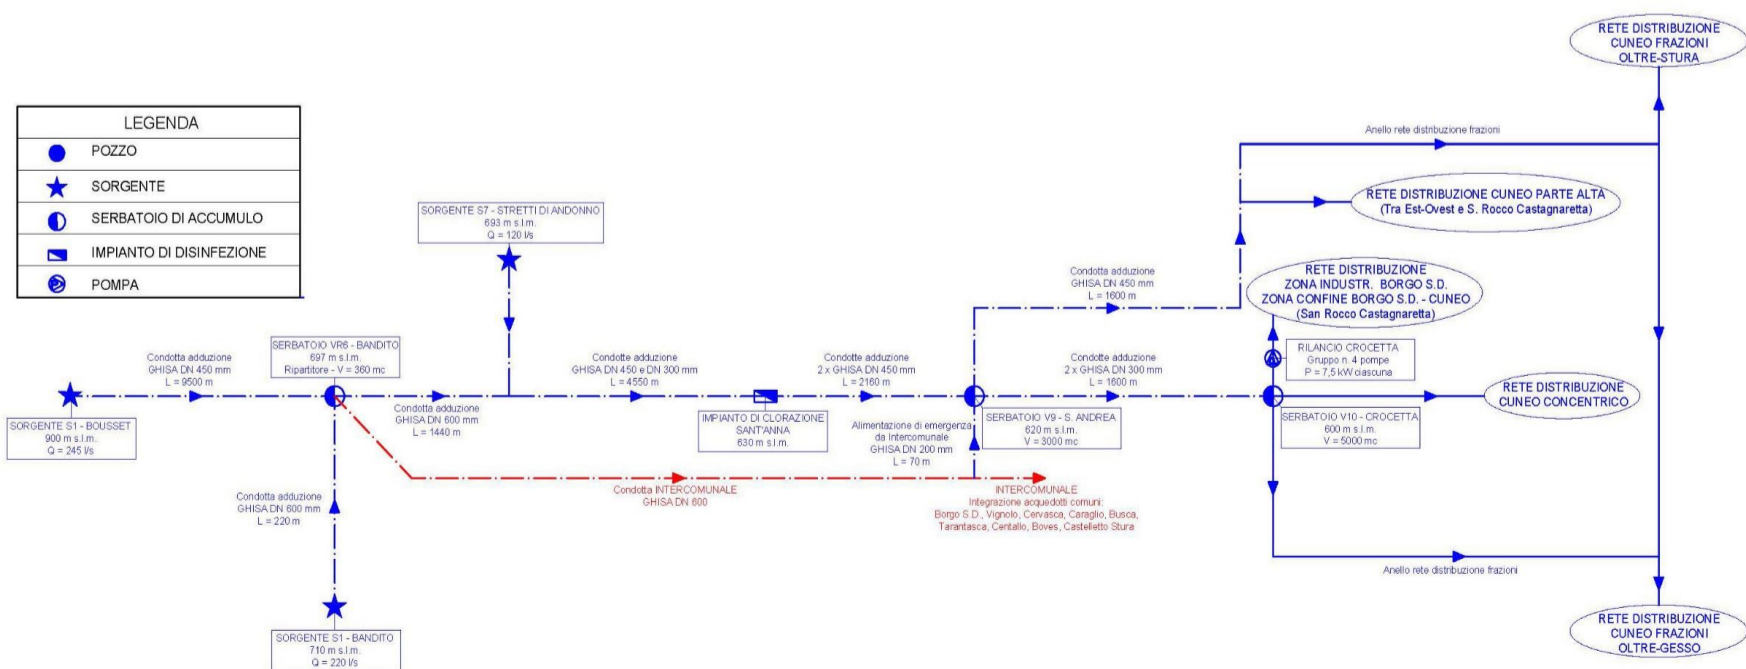 RETE DISTRIBUZIONE
CUNEO FRAZIONI
OLTRE-STURA
LEGENDA
POZZO
SORGENTE
SERBATOIO DI ACCUMULO
IMPIANTO DI DISINFEZIONE
POMPA
Anello rete distribuzione frazioni
RETE DISTRIBUZIONE CUNEO PARTE ALTA
(Tra Est-Ovest e S. Rocco Castagnaretta)
SORGENTE S7 - STRETTI DI ANDONNO
693 m s.l.m.
Q = 120 l/s
Condotta adduzione
GHISA DN 450 mm
L = 1600 m
RETE DISTRIBUZIONE
ZONA INDUSTR. BORGO S.D.
ZONA CONFINE BORGO S.D. - CUNEO
(San Rocco Castagnaretta)
Condotta adduzione
GHISA DN 450 mm
L = 9500 m
SERBATOIO VR6 - BANDITO
697 m s.l.m.
Ripartitore - V = 360 mc
Condotta adduzione
GHISA DN 450 e DN 300 mm
L = 4550 m
Condotta adduzione
2 x GHISA DN 450 mm
L = 2160 m
Condotta adduzione
2 x GHISA DN 300 mm
L = 1600 m
RILANCIO CROCETTA
Gruppo n. 4 pompe
P = 7,5 kW ciascuna
RETE DISTRIBUZIONE
CUNEO CONCENTRICO
SORGENTE S1 - BOUSSET
900 m s.l.m.
Q = 245 l/s
Condotta adduzione
GHISA DN 600 mm
L = 1440 m
IMPIANTO DI CLORAZIONE
SANT'ANNA
630 m s.l.m.
Alimentazione di emergenza
da Intercomunale
GHISA DN 200 mm
L = 70 m
SERBATOIO V9 - S. ANDREA
620 m s.l.m.
V = 3000 mc
SERBATOIO V10 - CROCETTA
600 m s.l.m.
V = 5000 mc
Condotta adduzione
GHISA DN 600 mm
L = 220 m
Condotta INTERCOMUNALE
GHISA DN 600
INTERCOMUNALE
Integrazione acquedotti comuni:
Borgo S.D., Vignolo, Cervasca, Caraglio, Busca,
Tarantasca, Centallo, Boves, Castelletto Stura
Anello rete distribuzione frazioni
SORGENTE S1 - BANDITO
710 m s.l.m.
Q = 220 l/s
RETE DISTRIBUZIONE
CUNEO FRAZIONI
OLTRE-GESSO